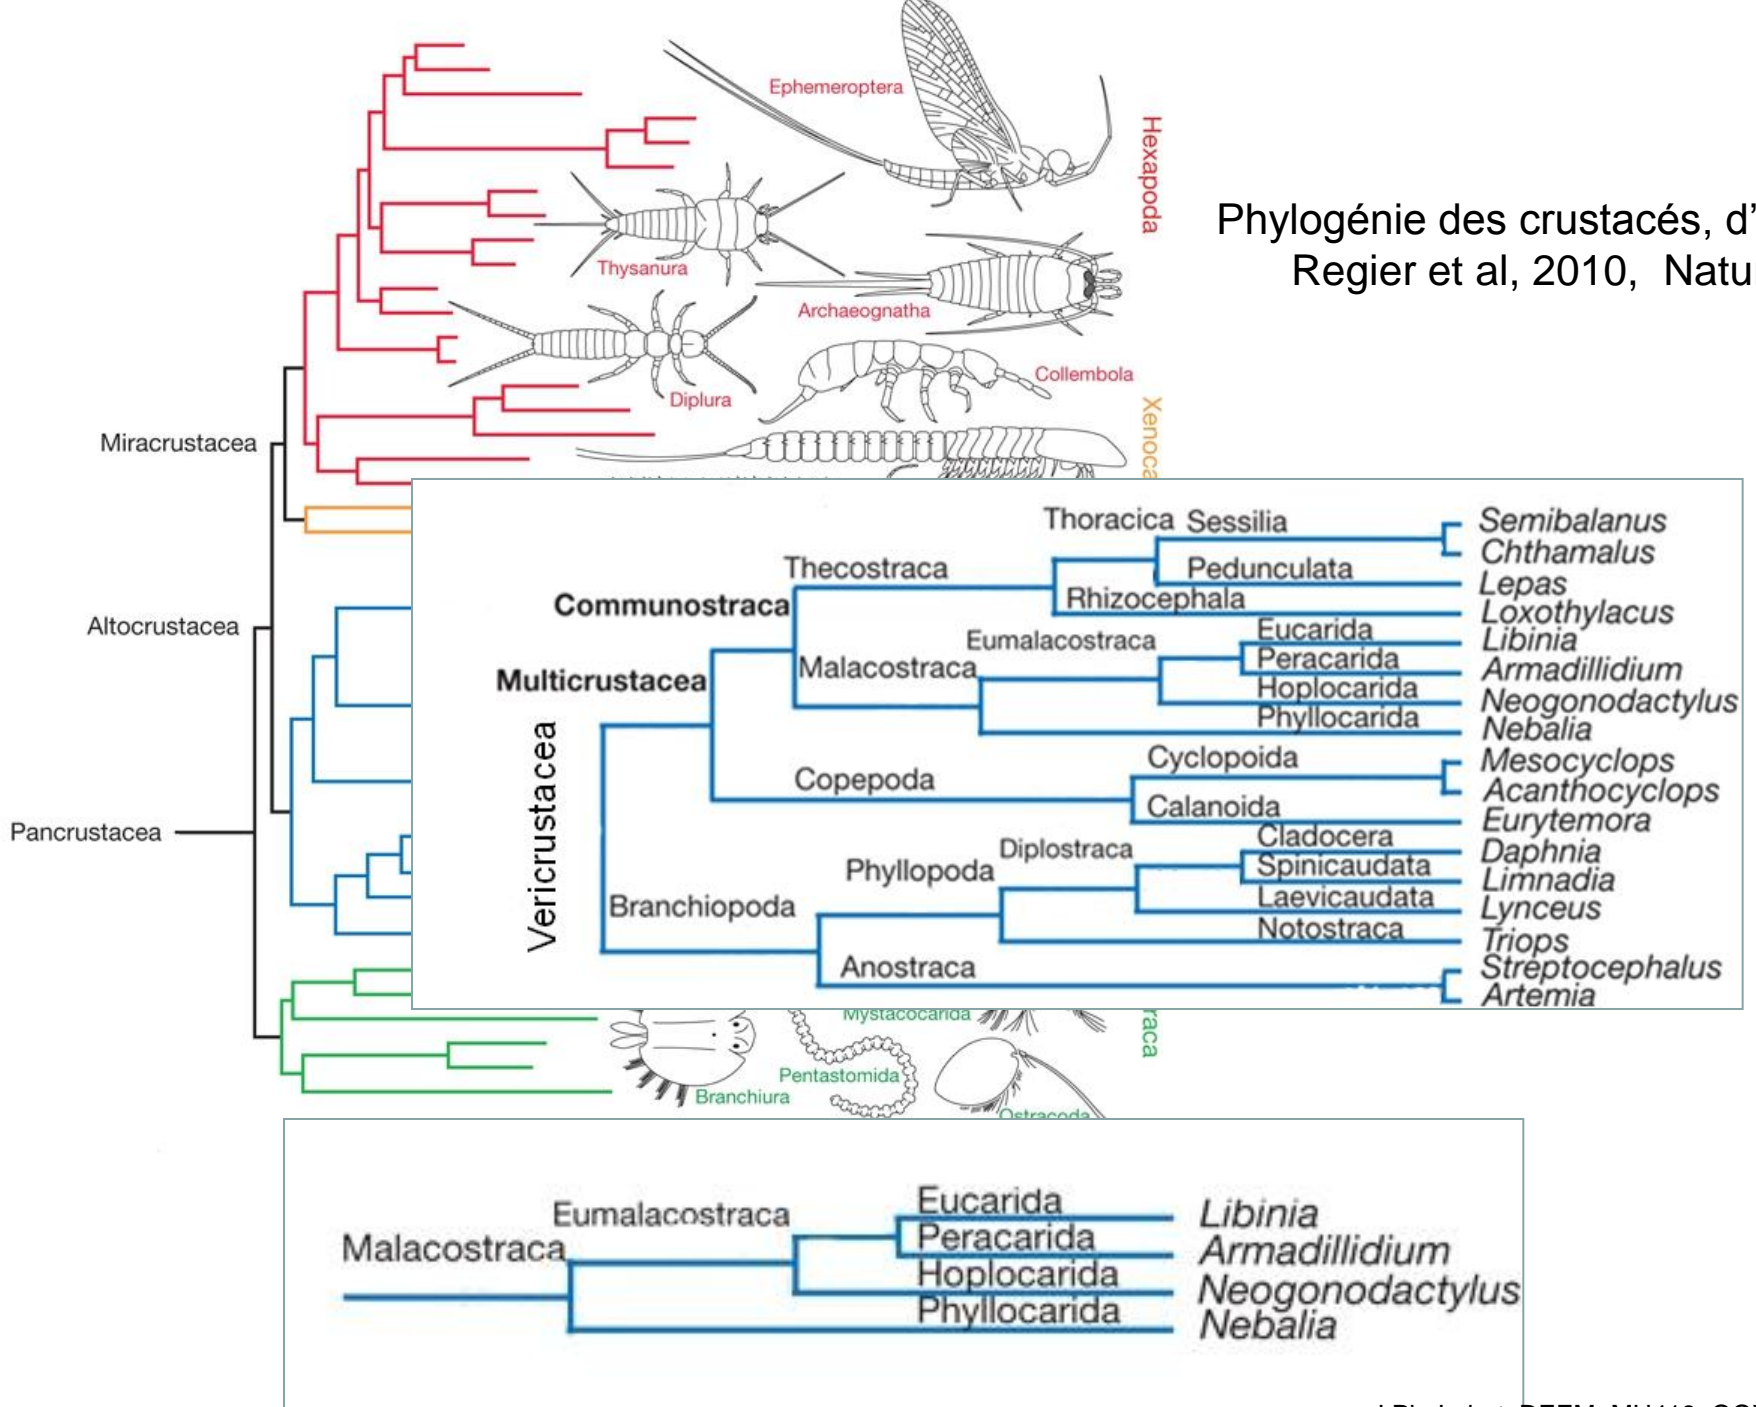 Ephemeroptera
Hexapoda
Phylogénie des crustacés, d'
Regier et al, 2010, Natu
Thysanura
Archaeognatha
Collembola
Diplura
Xenoca
Miracrustacea
Altocrustacea
Pancrustacea
Thoracica Sessilia
Semibalanus
Chthamalus
Thecostraca
Pedunculata
Lepas
Communostraca
Rhizocephala
Loxothylacus
Eumalacostraca
Eucarida
Libinia
Malacostraca
Peracarida
Armadillidium
Multicrustacea
Hoplocarida
Neogonodactylus
Phyllocarida
Nebalia
Vericrustacea
Cyclopoida
Mesocyclops
Copepoda
Acanthocyclops
Calanoida
Eurytemora
Cladocera
Diplostraca
Daphnia
Phyllopoda
Spinicaudata
Limnadia
Branchiopoda
Laevicaudata
Lynceus
Notostraca
Triops
Anostraca
Streptocephalus
Artemia
Mystacocarida
raca
Pentastomida
Branchiura
Ostracoda
Eumalacostraca
Eucarida
Libinia
Malacostraca
Peracarida
Armadillidium
Hoplocarida
Neogonodactylus
Phyllocarida
Nebalia